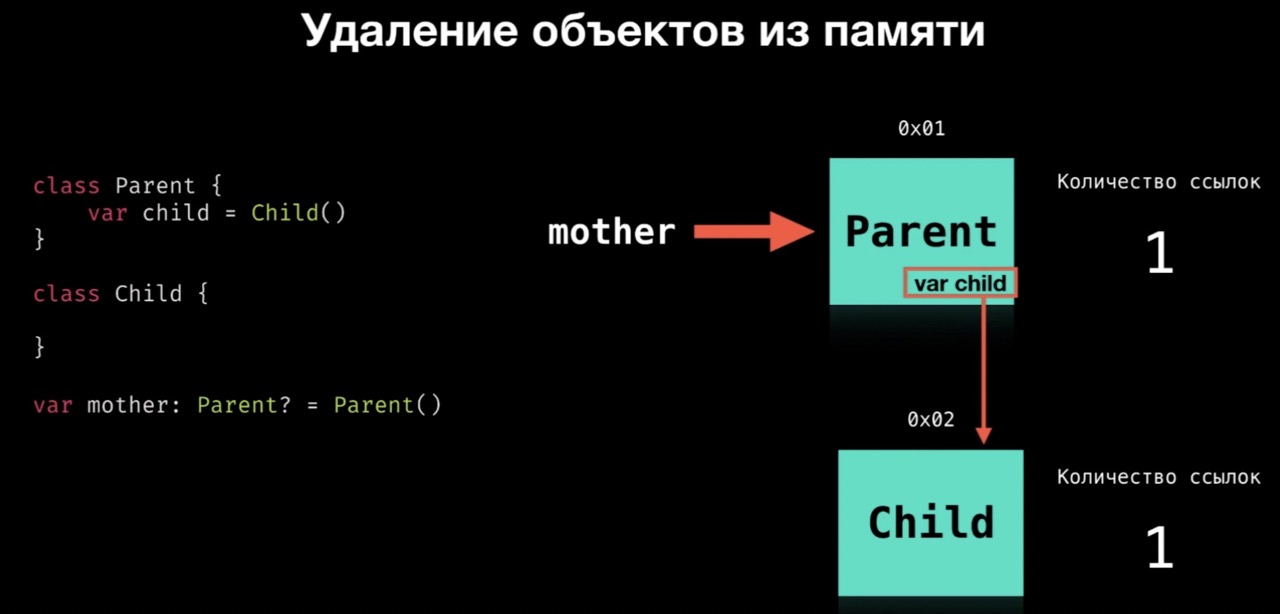 Удаление объектов из памяти
class Parent {
    var child = Child()
}
class Child {
}
var mother: Parent? = Parent()
mother
0x01
Parent
var child
Количество ссылок
1
0x02
Child
Количество ссылок
1